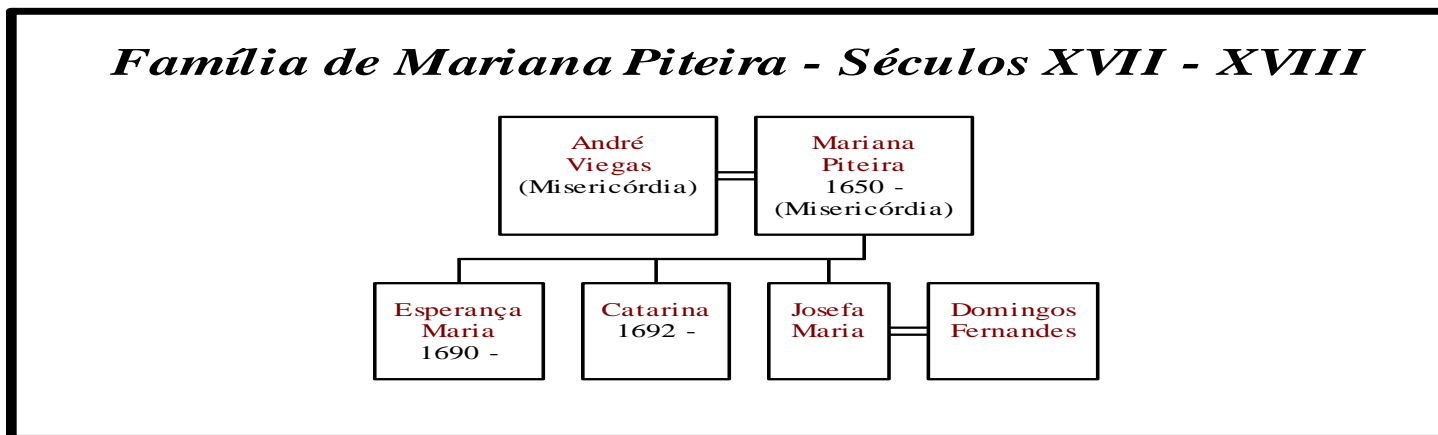 Família de Mariana Piteira - Séculos XVII - XVIII
André
Viegas
(Misericórdia)
Mariana
Piteira
1650 -
(Misericórdia)
Esperança
Maria
1690 -
Catarina
1692 -
Josefa
Maria
Domingos
Fernandes